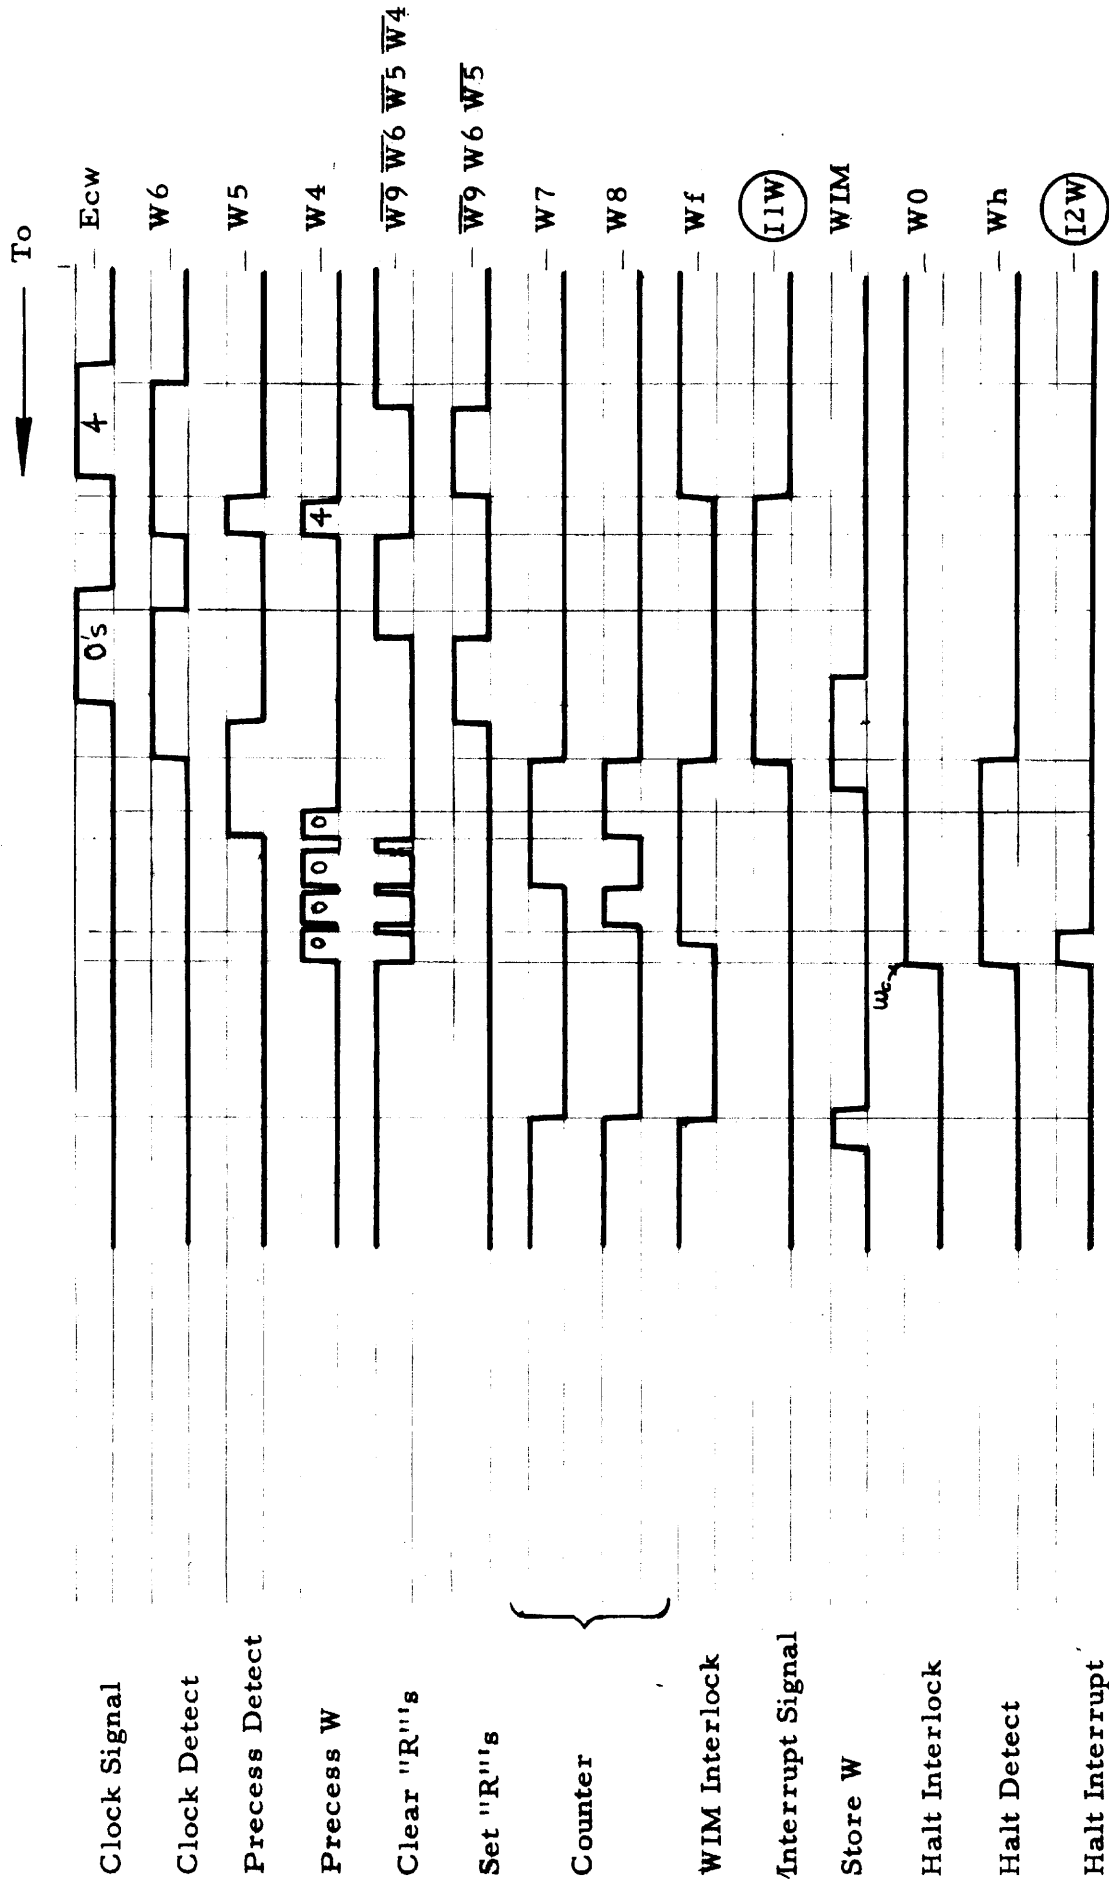 To
Clock Signal Ecw
4
0's
Clock Detect W6
Precess Detect W5
Precess W W4
4
0 0 0 0
Clear "R"'s W̅9̅ W̅6̅ W̅5̅ W̅4̅
Set "R"'s W̅9̅ W6 W̅5̅
Counter W7
W8
WIM Interlock Wf
Interrupt Signal I1W
Store W WIM
Halt Interlock W0
Wc
Halt Detect Wh
Halt Interrupt I2W